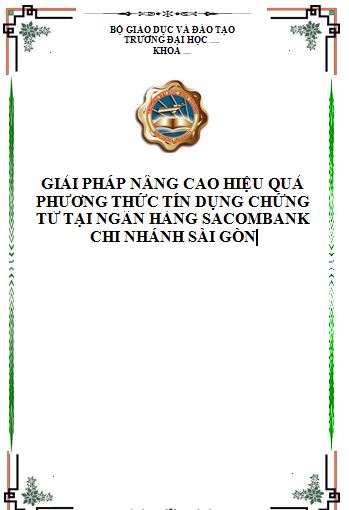 BỘ GIÁO DỤC VÀ ĐÀO TẠO
TRƯỜNG ĐẠI HỌC .....
KHOA ....
GIẢI PHÁP NÂNG CAO HIỆU QUẢ
PHƯƠNG THỨC TÍN DỤNG CHỨNG
TỪ TẠI NGÂN HÀNG SACOMBANK
CHI NHÁNH SÀI GÒN